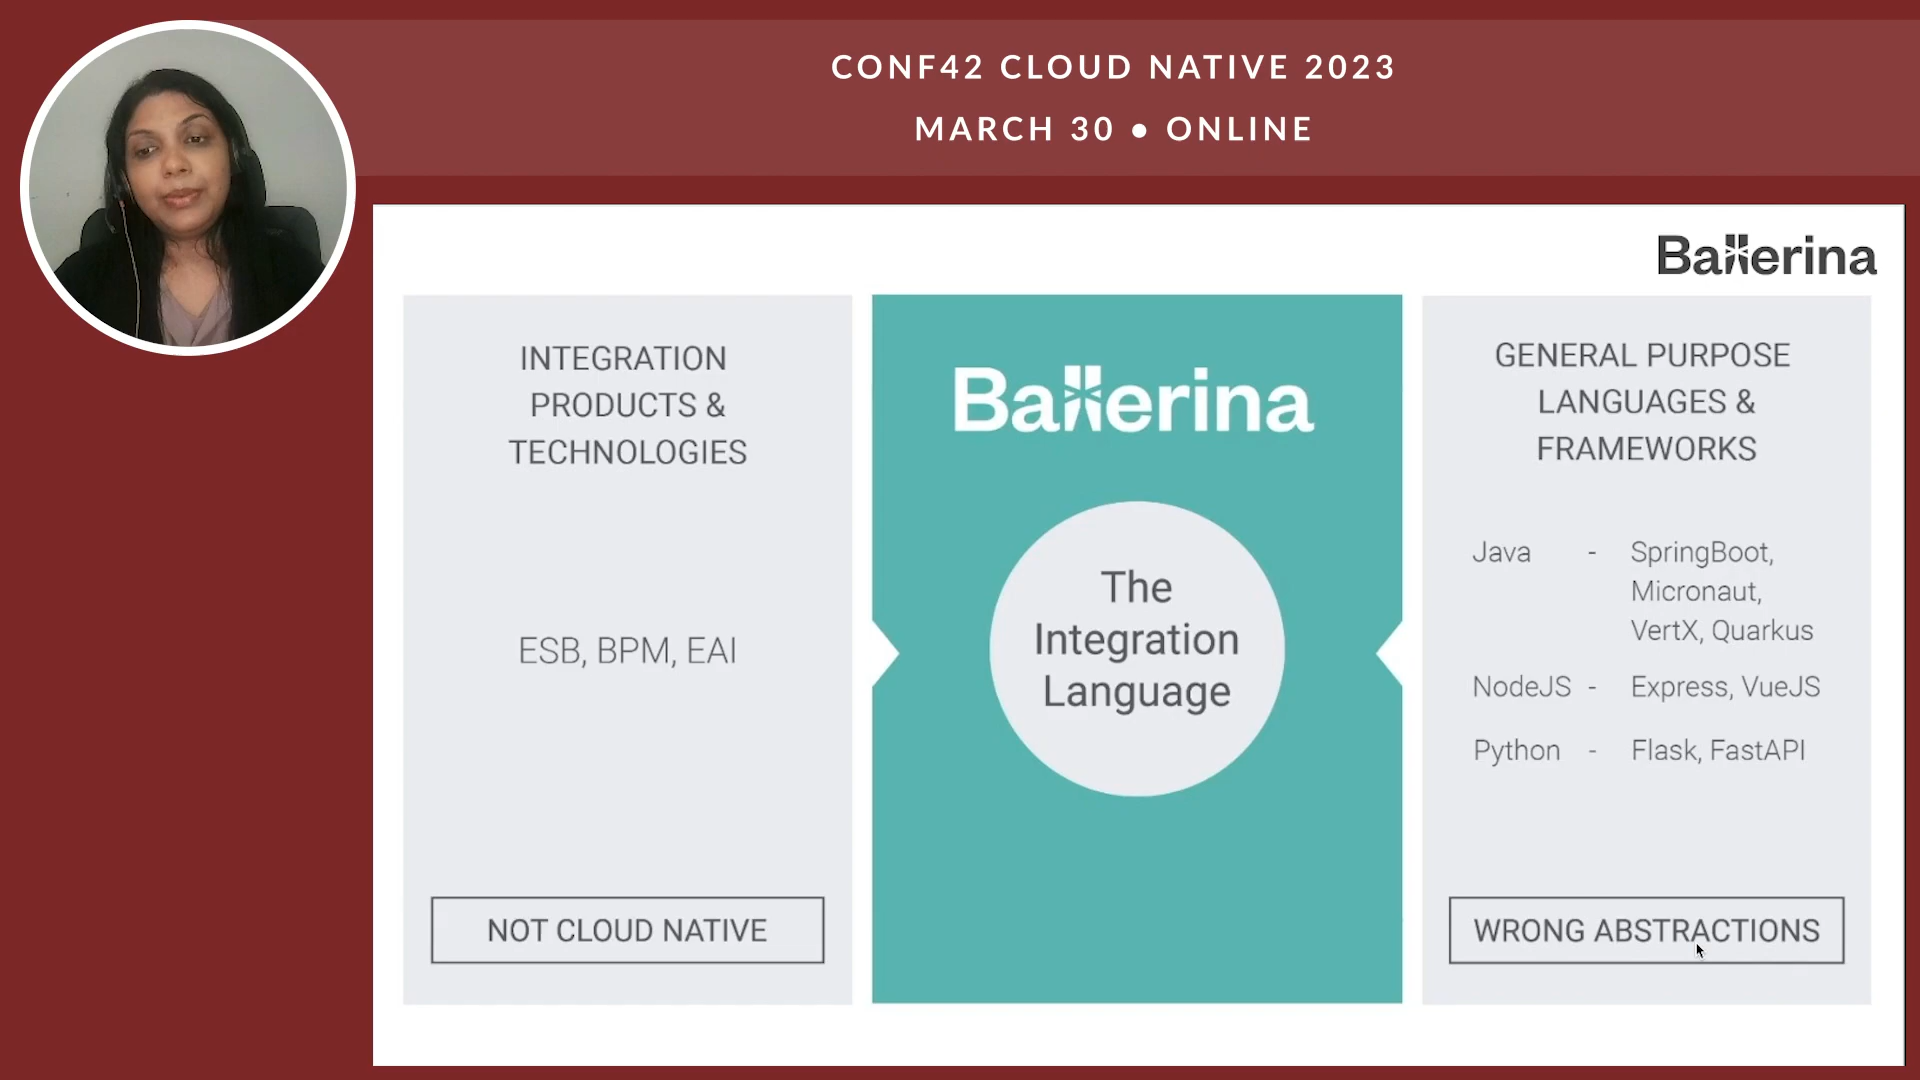 CONF42 CLOUD NATIVE 2023
MARCH 30 • ONLINE
Ballerina
INTEGRATION
PRODUCTS &
TECHNOLOGIES
ESB, BPM, EAI
NOT CLOUD NATIVE
Ballerina
The
Integration
Language
GENERAL PURPOSE
LANGUAGES &
FRAMEWORKS
Java - SpringBoot,
Micronaut,
VertX, Quarkus
NodeJS - Express, VueJS
Python - Flask, FastAPI
WRONG ABSTRACTIONS